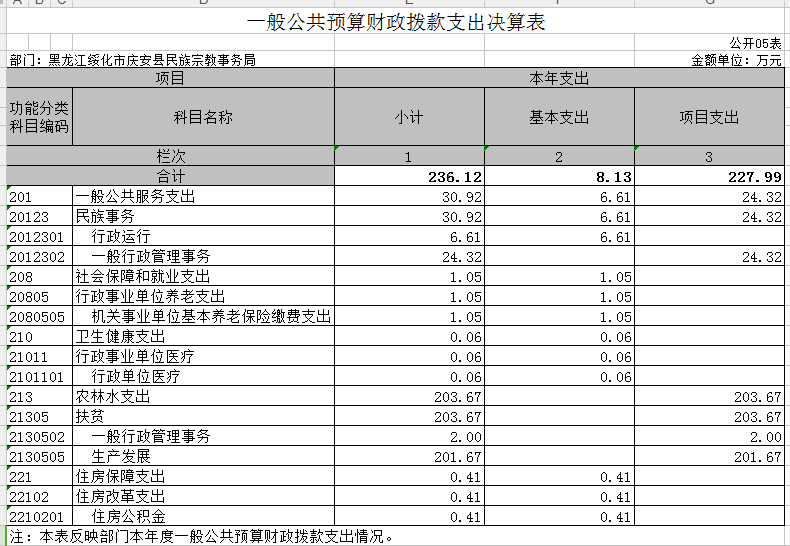 一般公共预算财政拨款支出决算表
公开05表
部门：黑龙江绥化市庆安县民族宗教事务局 金额单位：万元
项目 本年支出
功能分类科目编码 科目名称 小计 基本支出 项目支出
栏次 1 2 3
合计 236.12 8.13 227.99
201 一般公共服务支出 30.92 6.61 24.32
20123 民族事务 30.92 6.61 24.32
2012301 行政运行 6.61 6.61
2012302 一般行政管理事务 24.32 24.32
208 社会保障和就业支出 1.05 1.05
20805 行政事业单位养老支出 1.05 1.05
2080505 机关事业单位基本养老保险缴费支出 1.05 1.05
210 卫生健康支出 0.06 0.06
21011 行政事业单位医疗 0.06 0.06
2101101 行政单位医疗 0.06 0.06
213 农林水支出 203.67 203.67
21305 扶贫 203.67 203.67
2130502 一般行政管理事务 2.00 2.00
2130505 生产发展 201.67 201.67
221 住房保障支出 0.41 0.41
22102 住房改革支出 0.41 0.41
2210201 住房公积金 0.41 0.41
注：本表反映部门本年度一般公共预算财政拨款支出情况。